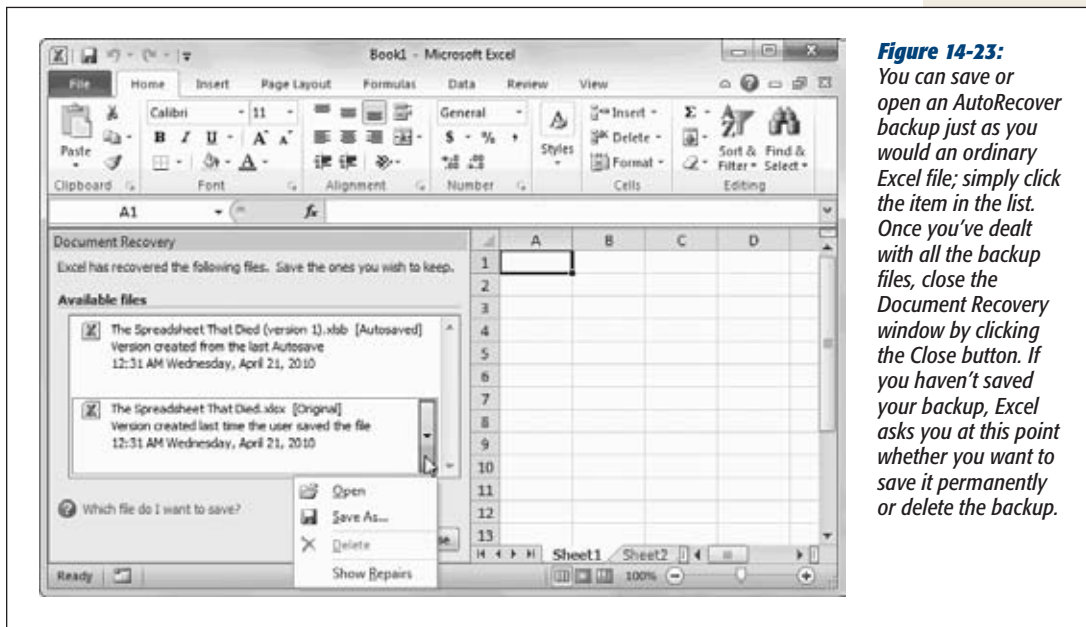 Book1 - Microsoft Excel
File Home Insert Page Layout Formulas Data Review View
Calibri 11
General
Insert
Delete
Format
Paste
B I U
A A
$ % ,
Styles
Sort & Filter
Find & Select
Clipboard Font Alignment Number Cells Editing
A1 fx
Document Recovery
Excel has recovered the following files. Save the ones you wish to keep.
Available files
The Spreadsheet That Died (version 1).xlsb [Autosaved]
Version created from the last Autosave
12:31 AM Wednesday, April 21, 2010
The Spreadsheet That Died.xlsx [Original]
Version created last time the user saved the file
12:31 AM Wednesday, April 21, 2010
Which file do I want to save?
Open
Save As...
Delete
Show Repairs
A B C D
1
2
3
4
5
6
7
8
9
10
11
12
13
Sheet1 Sheet2
Ready
100%
Figure 14-23:
You can save or
open an AutoRecover
backup just as you
would an ordinary
Excel file; simply click
the item in the list.
Once you've dealt
with all the backup
files, close the
Document Recovery
window by clicking
the Close button. If
you haven't saved
your backup, Excel
asks you at this point
whether you want to
save it permanently
or delete the backup.